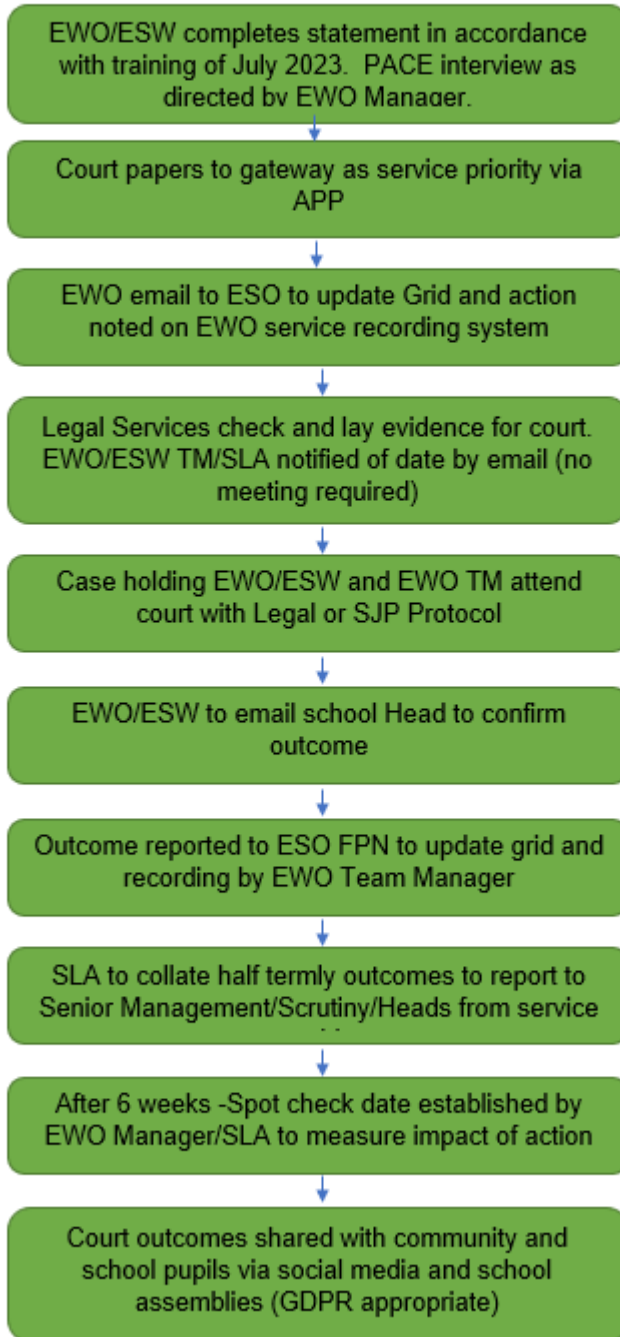 EWO/ESW completes statement in accordance
with training of July 2023.  PACE interview as
directed by EWO Manager.
Court papers to gateway as service priority via
APP
EWO email to ESO to update Grid and action
noted on EWO service recording system
Legal Services check and lay evidence for court.
EWO/ESW TM/SLA notified of date by email (no
meeting required)
Case holding EWO/ESW and EWO TM attend
court with Legal or SJP Protocol
EWO/ESW to email school Head to confirm
outcome
Outcome reported to ESO FPN to update grid and
recording by EWO Team Manager
SLA to collate half termly outcomes to report to
Senior Management/Scrutiny/Heads from service
After 6 weeks -Spot check date established by
EWO Manager/SLA to measure impact of action
Court outcomes shared with community and
school pupils via social media and school
assemblies (GDPR appropriate)